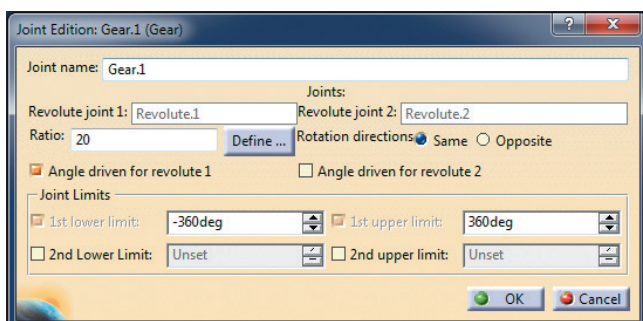 Joint Edition: Gear.1 (Gear)
Joint name: Gear.1
Joints:
Revolute joint 1: Revolute.1 Revolute joint 2: Revolute.2
Ratio: 20 Define ... Rotation directions Same Opposite
Angle driven for revolute 1 Angle driven for revolute 2
Joint Limits
1st lower limit: -360deg 1st upper limit: 360deg
2nd Lower Limit: Unset 2nd upper limit: Unset
OK Cancel